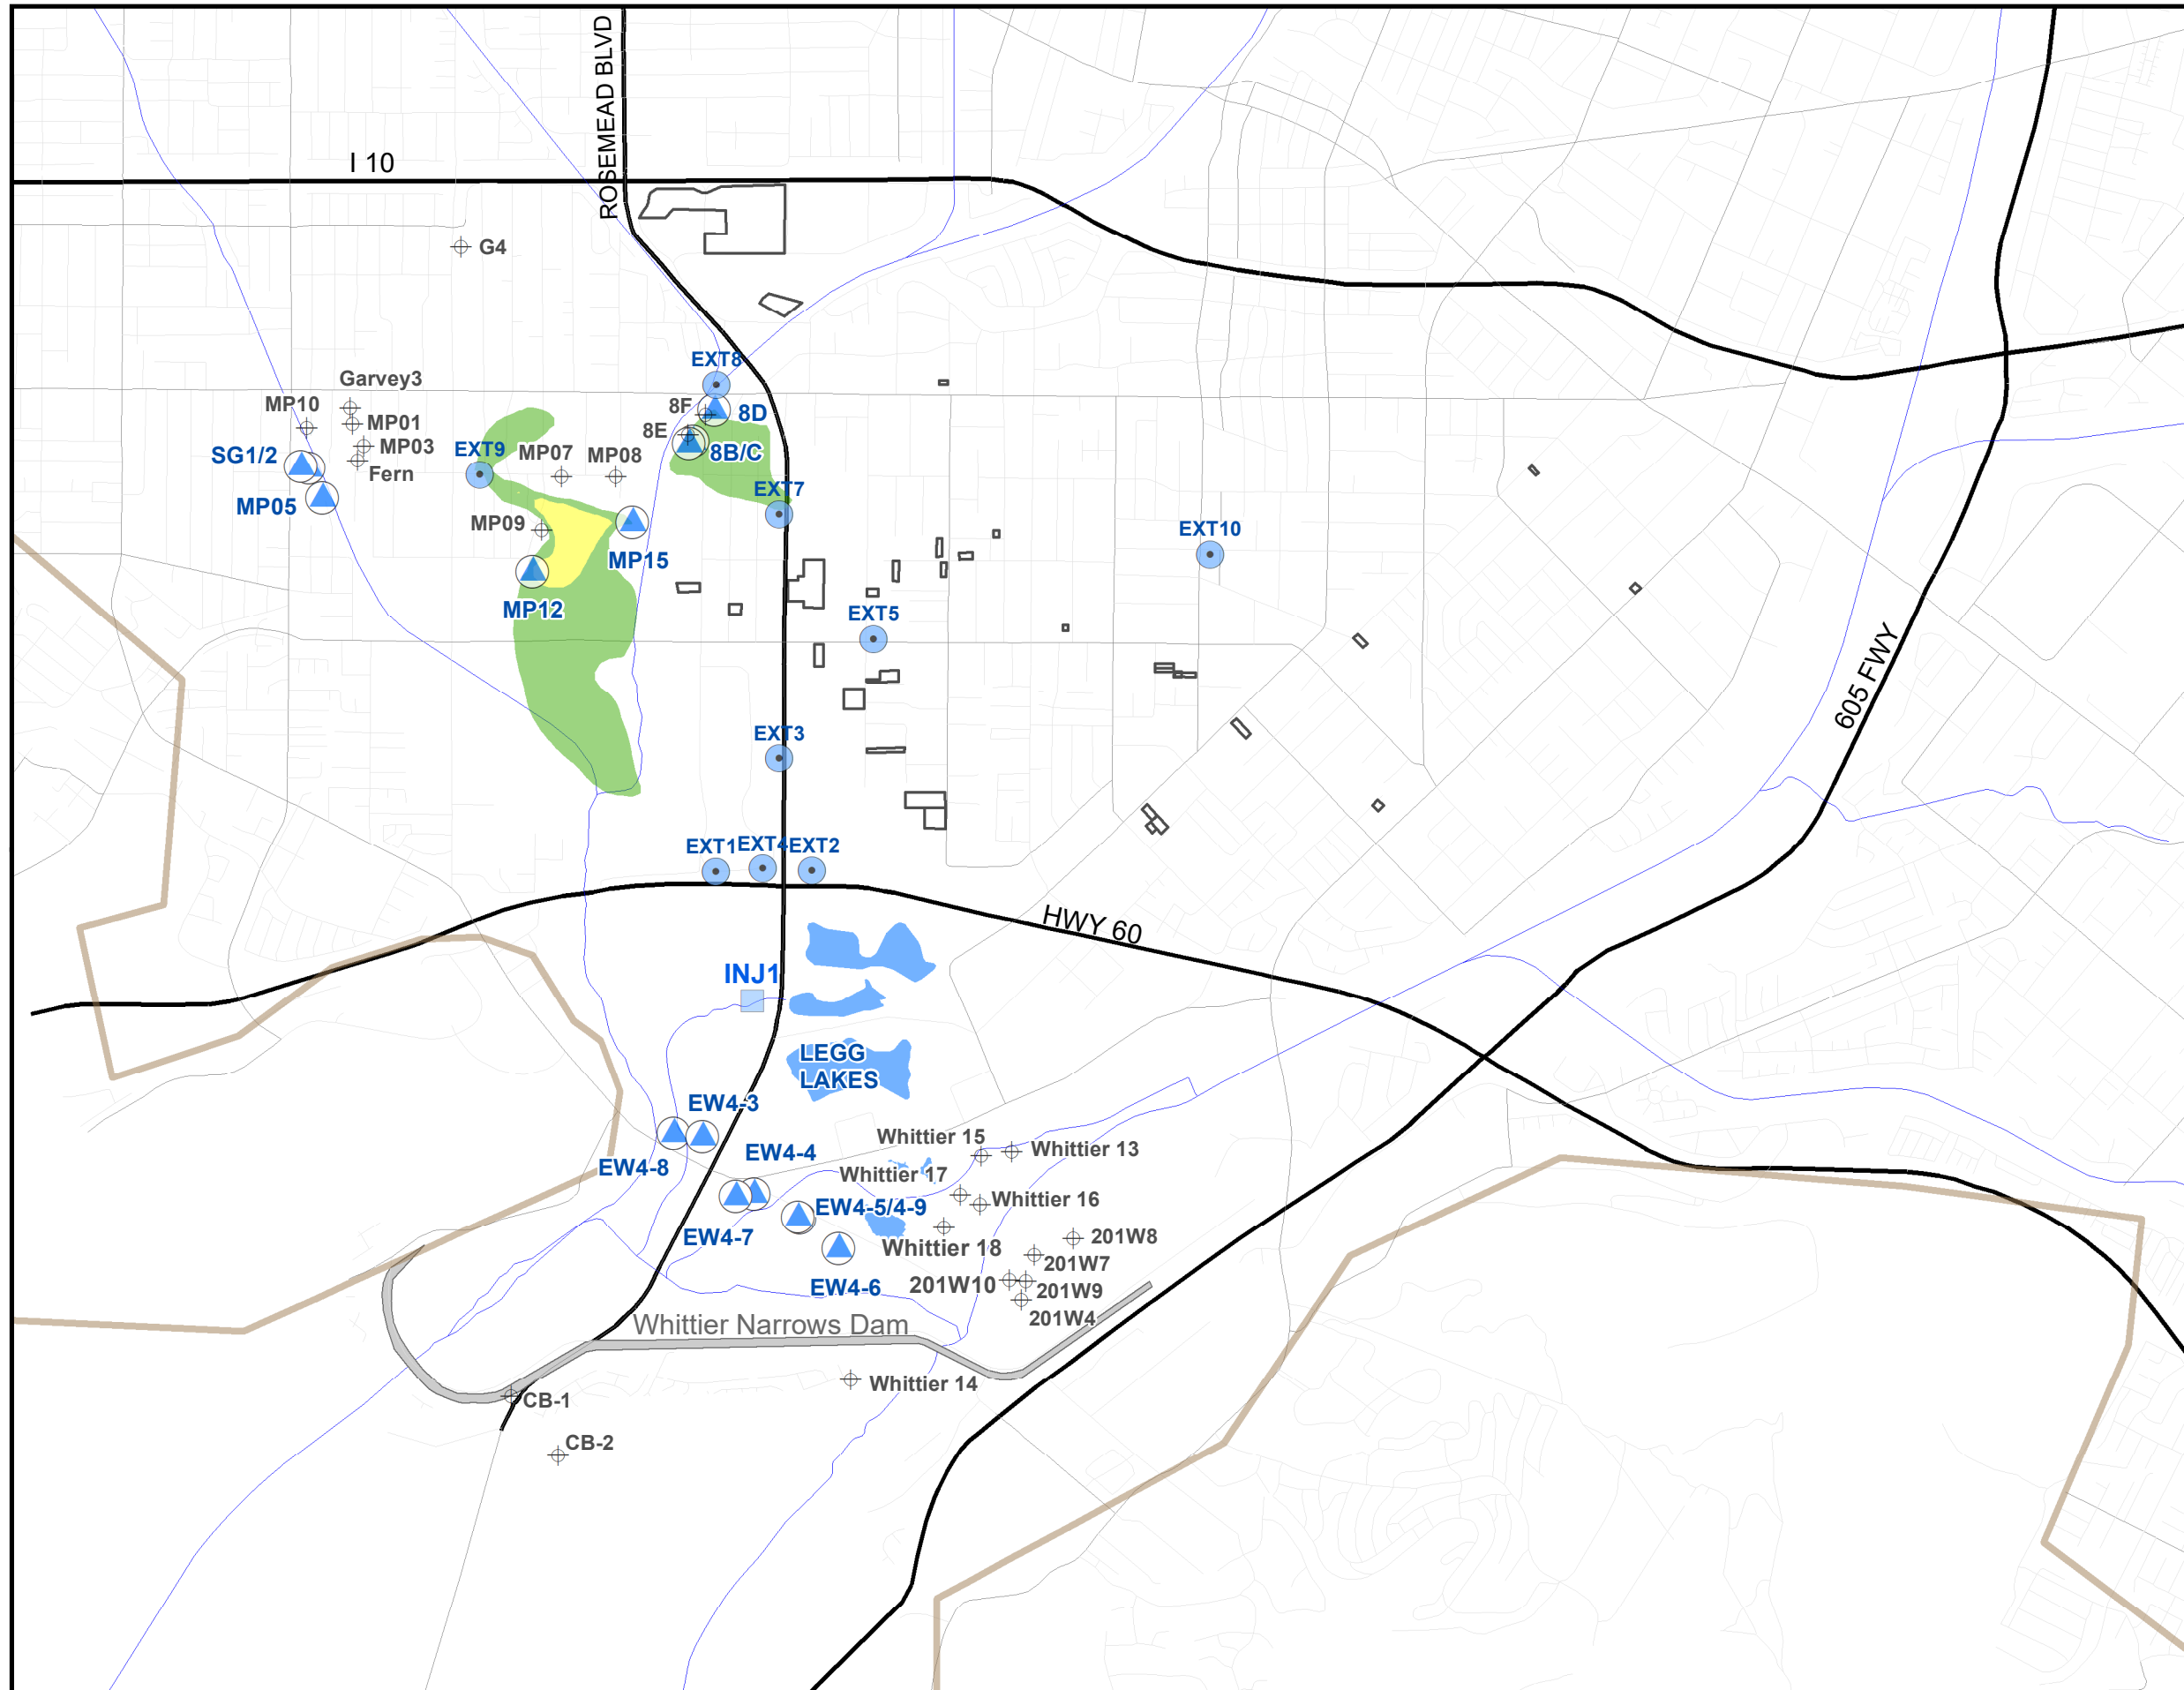 ROSEMEAD BLVD
I 10
G4
EXT8
Garvey3
MP10
8F
8D
MP01
8E
MP03
SG1/2
EXT9
MP07
MP08
8B/C
Fern
EXT7
MP05
MP09
EXT10
MP15
MP12
EXT5
605 FWY
EXT3
EXT1
EXT4
EXT2
HWY 60
INJ1
LEGG
LAKES
EW4-3
Whittier 15
Whittier 13
EW4-4
EW4-8
Whittier 17
Whittier 16
EW4-5/4-9
EW4-7
201W8
Whittier 18
201W7
EW4-6
201W10
201W9
201W4
Whittier Narrows Dam
Whittier 14
CB-1
CB-2